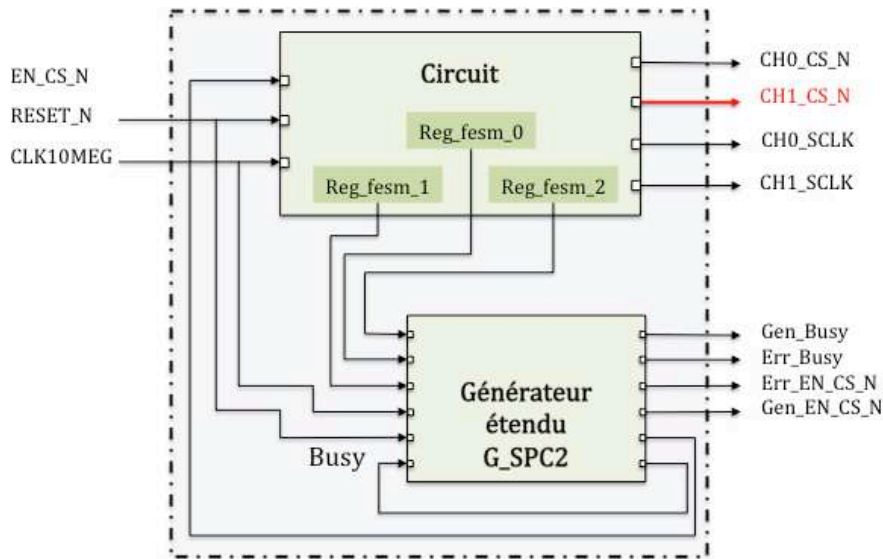 EN_CS_N
RESET_N
CLK10MEG
Circuit
Reg_fesm_0
Reg_fesm_1
Reg_fesm_2
CH0_CS_N
CH1_CS_N
CH0_SCLK
CH1_SCLK
Busy
Générateur
étendu
G_SPC2
Gen_Busy
Err_Busy
Err_EN_CS_N
Gen_EN_CS_N